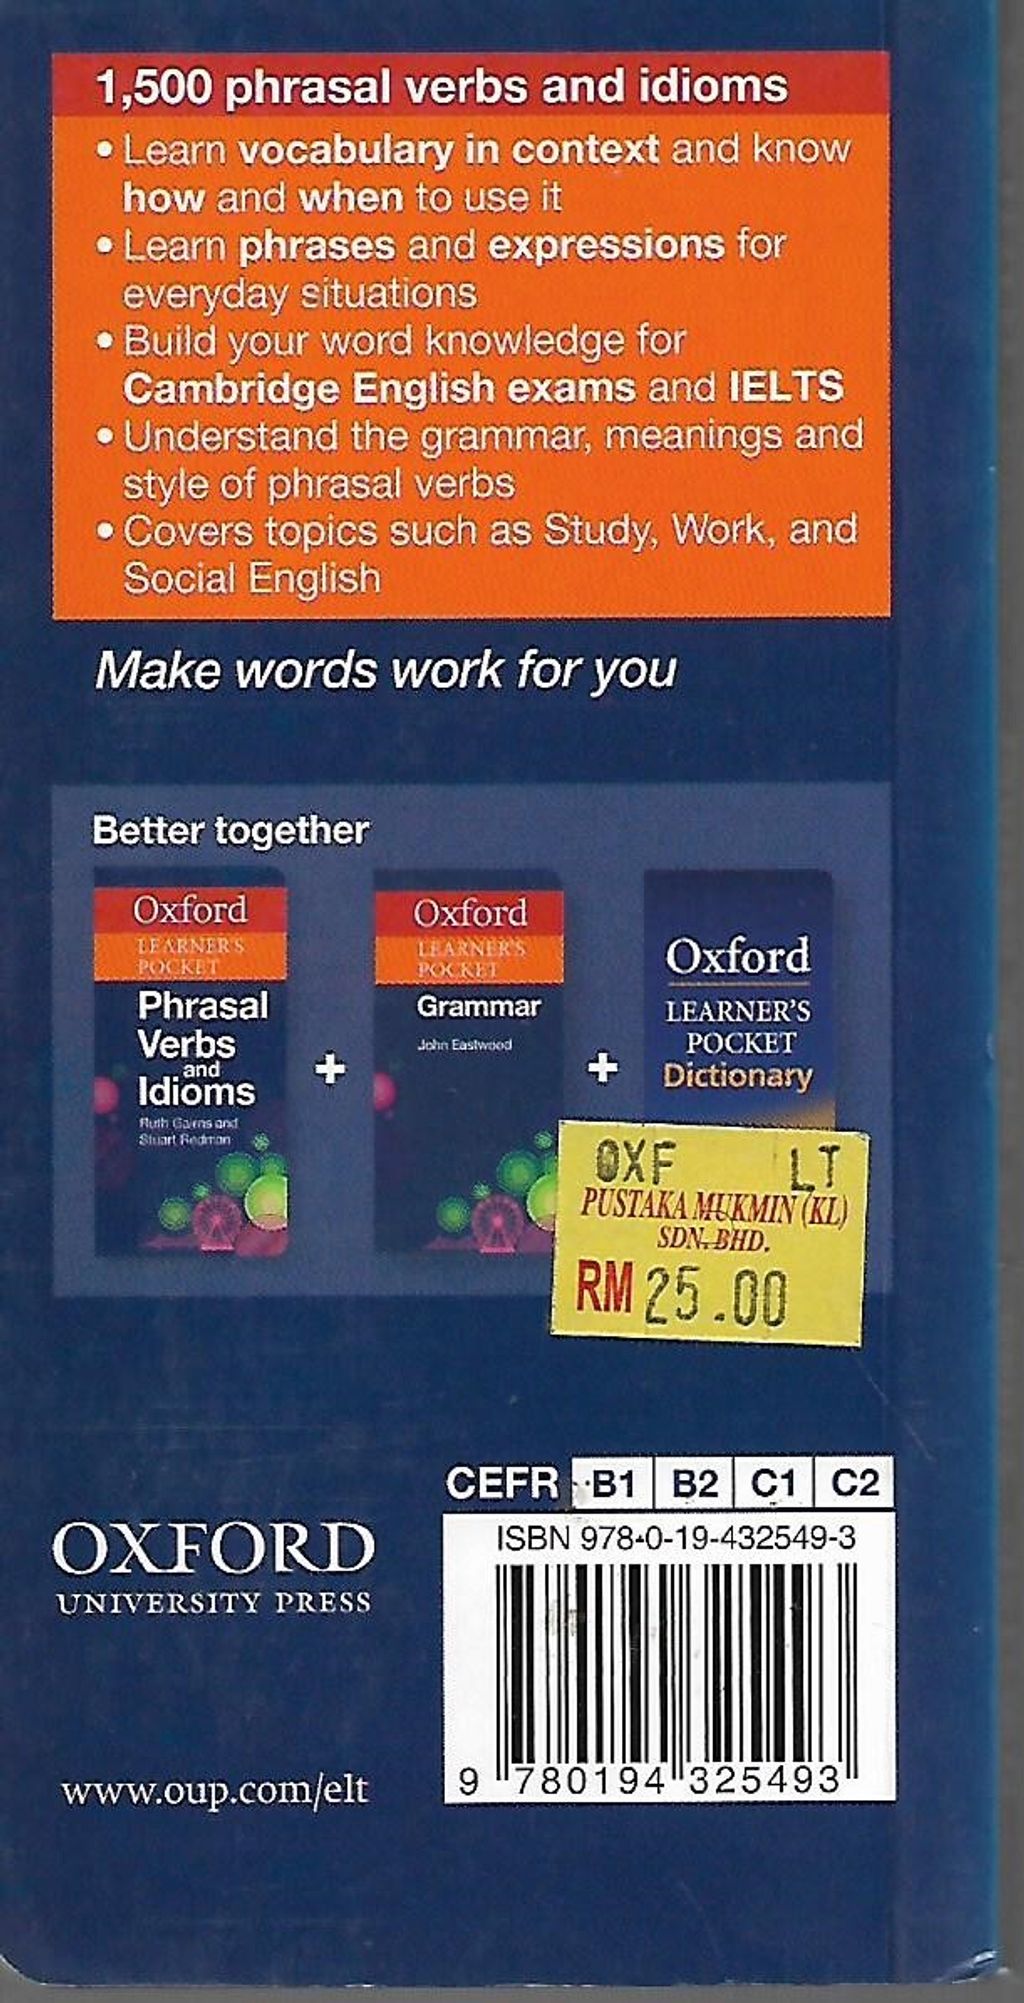 1,500 phrasal verbs and idioms
• Learn vocabulary in context and know
how and when to use it
• Learn phrases and expressions for
everyday situations
• Build your word knowledge for
Cambridge English exams and IELTS
• Understand the grammar, meanings and
style of phrasal verbs
• Covers topics such as Study, Work, and
Social English
Make words work for you
Better together
Oxford
LEARNER'S
POCKET
Phrasal
Verbs
and
Idioms
Ruth Gairns and
Stuart Redman
+
Oxford
LEARNER'S
POCKET
Grammar
John Eastwood
+
Oxford
LEARNER'S
POCKET
Dictionary
OXF LT
PUSTAKA MUKMIN (KL)
SDN. BHD.
RM 25.00
CEFR B1 B2 C1 C2
ISBN 978-0-19-432549-3
9 780194 325493
OXFORD
UNIVERSITY PRESS
www.oup.com/elt